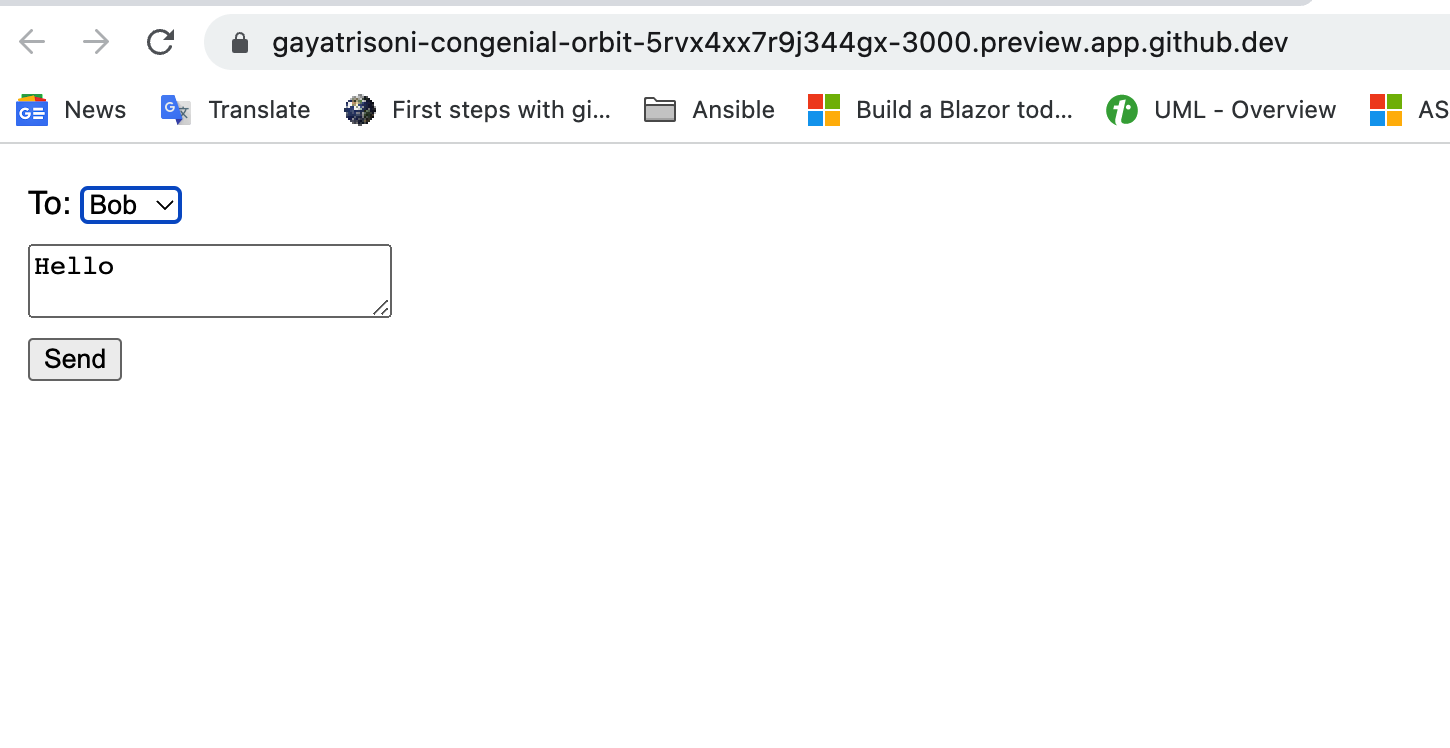 gayatrisoni-congenial-orbit-5rvx4xx7r9j344gx-3000.preview.app.github.dev
News Translate First steps with gi... Ansible Build a Blazor tod... UML - Overview AS
To: Bob
Hello
Send